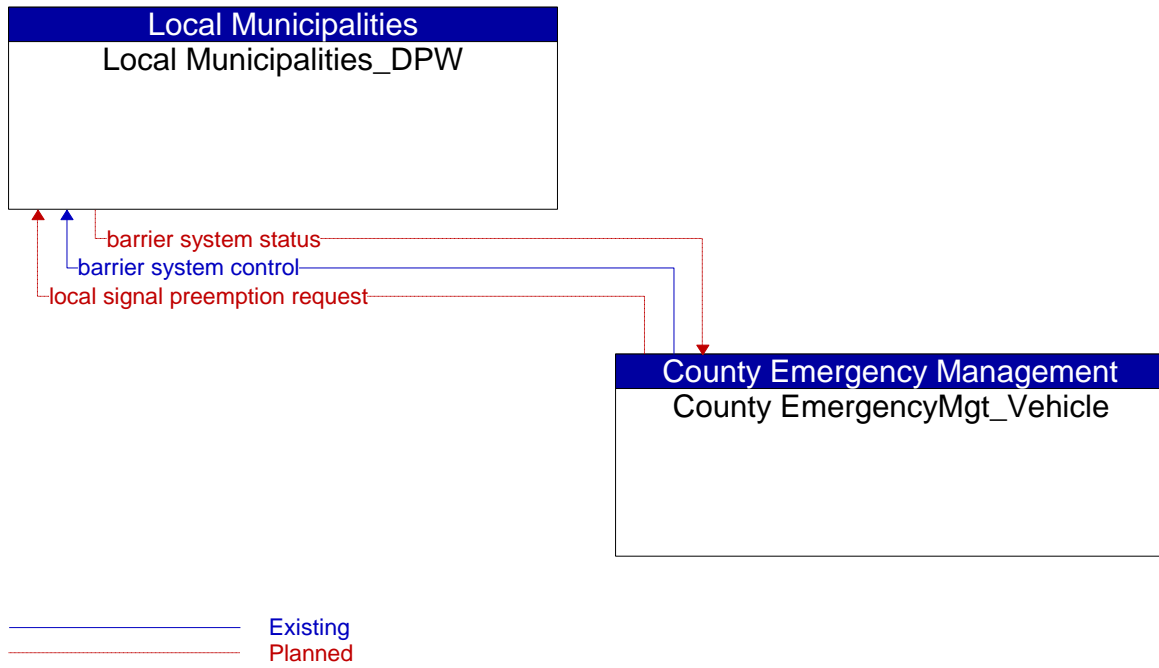 Local Municipalities
Local Municipalities_DPW
barrier system status
barrier system control
local signal preemption request
County Emergency Management
County EmergencyMgt_Vehicle
Existing
Planned